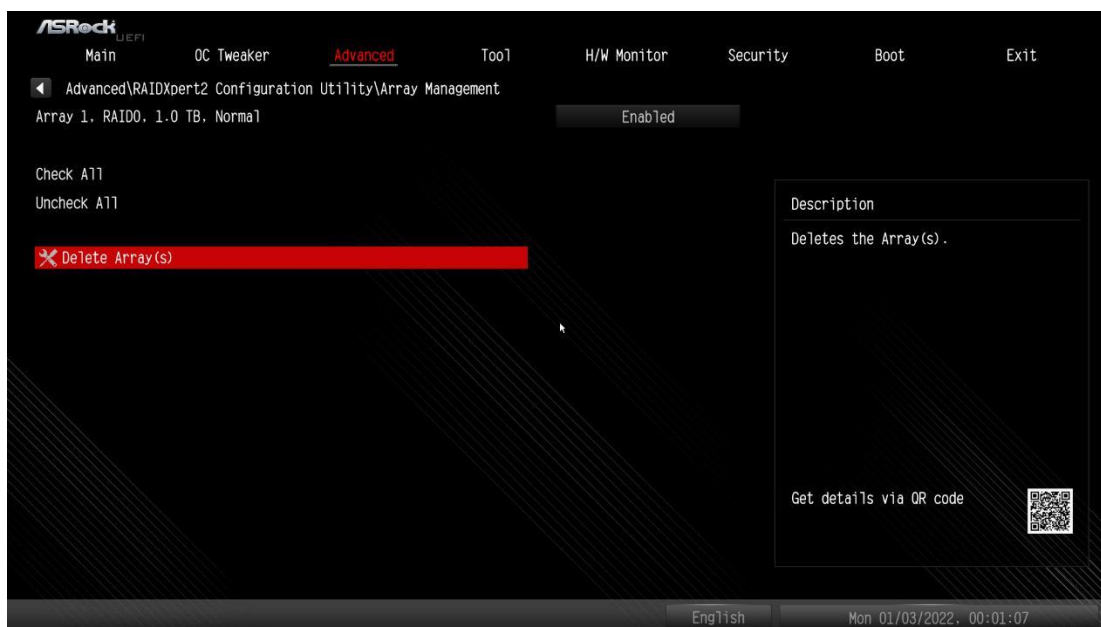 ASRock UEFI
Main OC Tweaker Advanced Tool H/W Monitor Security Boot Exit
Advanced\RAIDXpert2 Configuration Utility\Array Management
Array 1, RAID0, 1.0 TB, Normal Enabled
Check All
Uncheck All
Delete Array(s)
Description
Deletes the Array(s).
Get details via QR code
English Mon 01/03/2022, 00:01:07